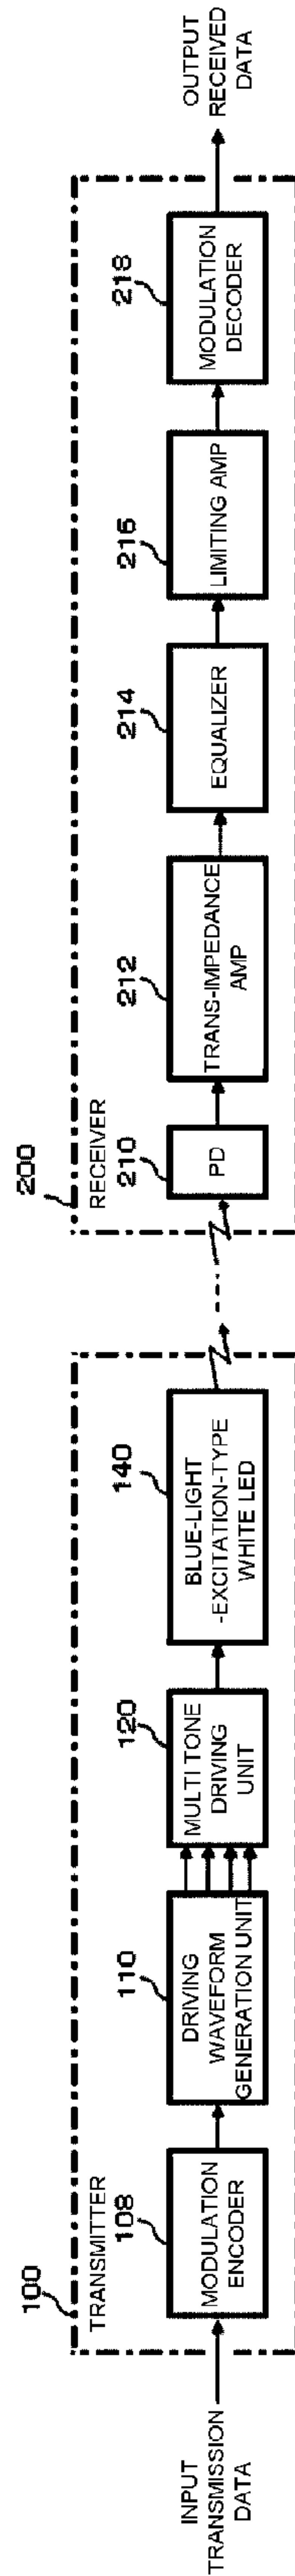 INPUT
TRANSMISSION
DATA
100
TRANSMITTER
108
MODULATION
ENCODER
110
DRIVING
WAVEFORM
GENERATION UNIT
120
MULTI TONE
DRIVING
UNIT
140
BLUE-LIGHT
-EXCITATION-TYPE
WHITE LED
200
RECEIVER
210
PD
212
TRANS-IMPEDANCE
AMP
214
EQUALIZER
216
LIMITING AMP
218
MODULATION
DECODER
OUTPUT
RECEIVED
DATA